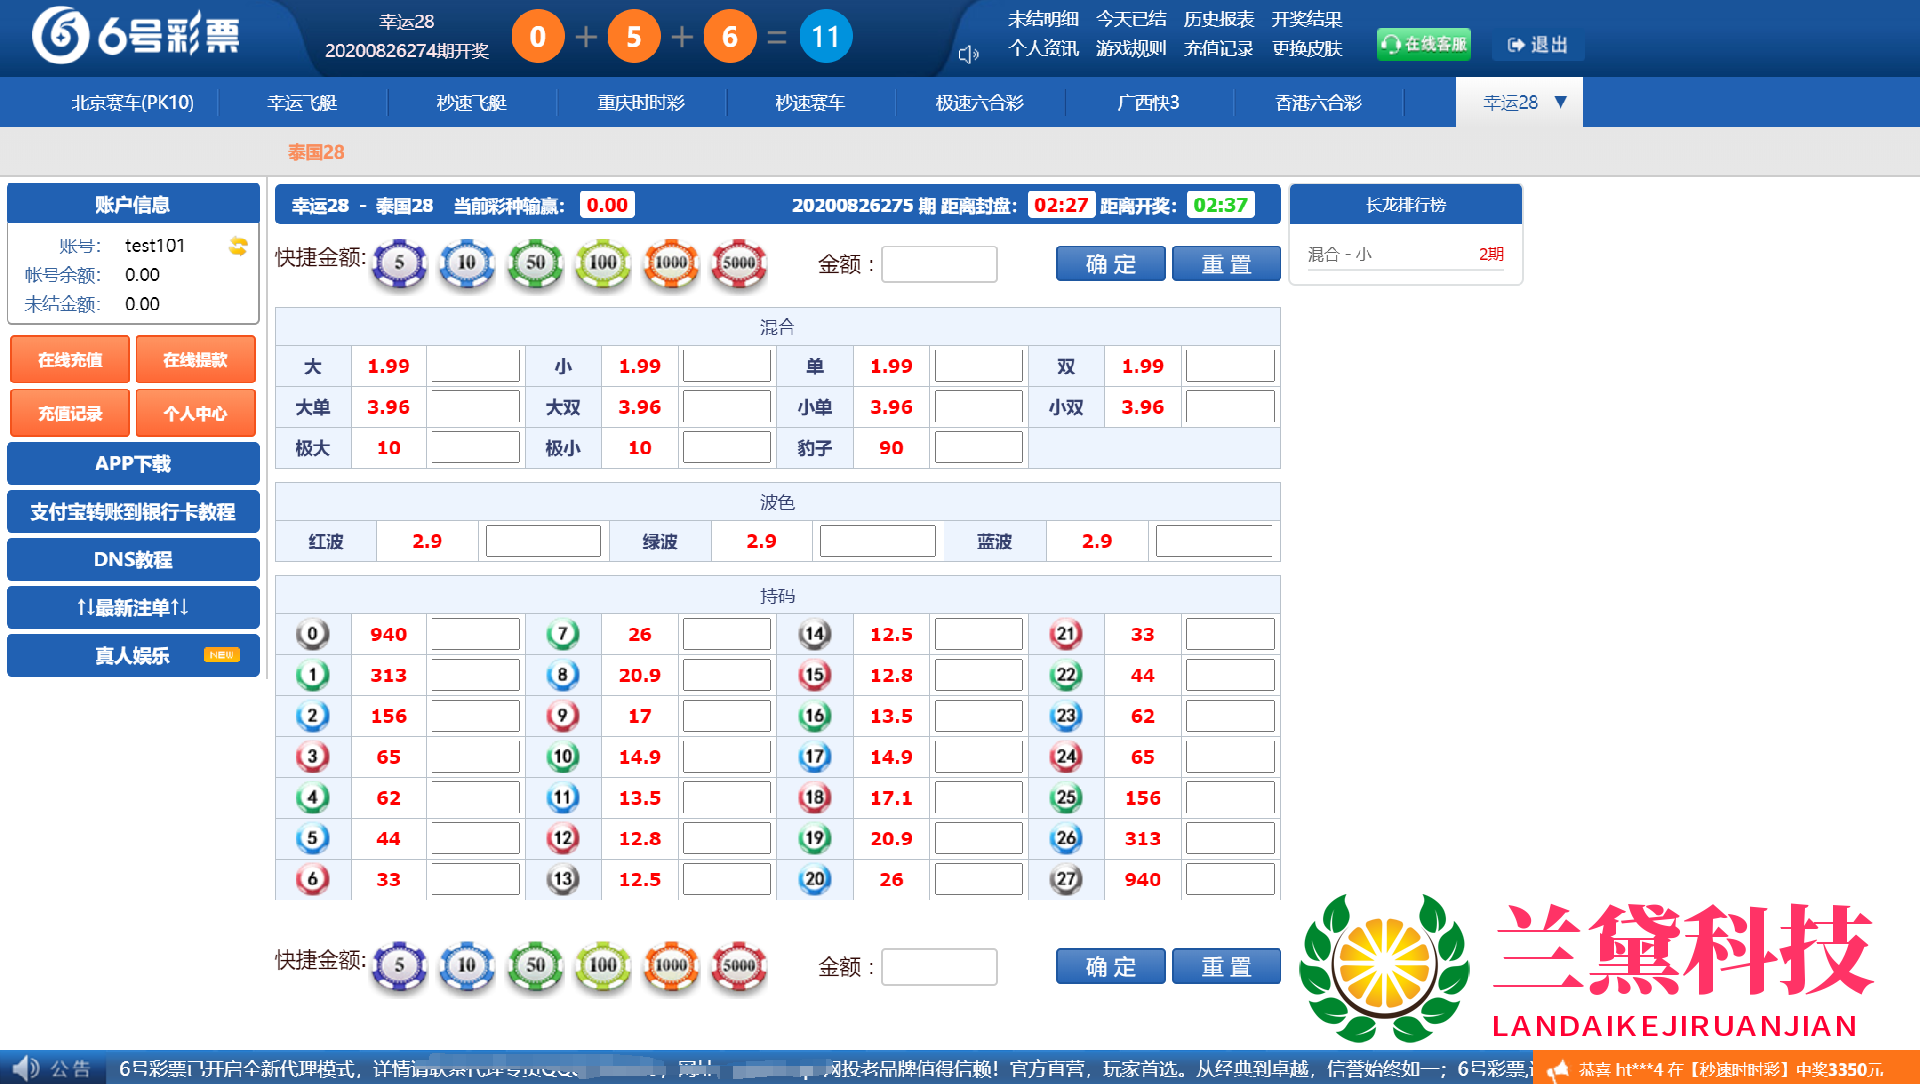 6号彩票
幸运28
20200826274期开奖
0 + 5 + 6 = 11
未结明细 今天已结 历史报表 开奖结果
个人资讯 游戏规则 充值记录 更换皮肤
在线客服
退出
北京赛车(PK10) 幸运飞艇 秒速飞艇 重庆时时彩 秒速赛车 极速六合彩 广西快3 香港六合彩 幸运28 ▼
泰国28
账户信息
账号: test101
帐号余额: 0.00
未结金额: 0.00
在线充值 在线提款
充值记录 个人中心
APP下载
支付宝转账到银行卡教程
DNS教程
↑↓最新注单↑↓
真人娱乐 NEW
幸运28 - 泰国28 当前彩种输赢: 0.00 20200826275 期 距离封盘: 02:27 距离开奖: 02:37
快捷金额: 5 10 50 100 1000 5000 金额 : 确 定 重 置
混合
大 1.99 小 1.99 单 1.99 双 1.99
大单 3.96 大双 3.96 小单 3.96 小双 3.96
极大 10 极小 10 豹子 90
波色
红波 2.9 绿波 2.9 蓝波 2.9
持码
0 940 7 26 14 12.5 21 33
1 313 8 20.9 15 12.8 22 44
2 156 9 17 16 13.5 23 62
3 65 10 14.9 17 14.9 24 65
4 62 11 13.5 18 17.1 25 156
5 44 12 12.8 19 20.9 26 313
6 33 13 12.5 20 26 27 940
快捷金额: 5 10 50 100 1000 5000 金额 : 确 定 重 置
长龙排行榜
混合 - 小 2期
兰黛科技
LANDAIKEJIRUANJIAN
公告
6号彩票已开启全新代理模式，详情请 网投老品牌值得信赖！官方直营，玩家首选。从经典到卓越，信誉始终如一；6号彩票,
恭喜 ht***4 在【秒速时时彩】中奖3350元